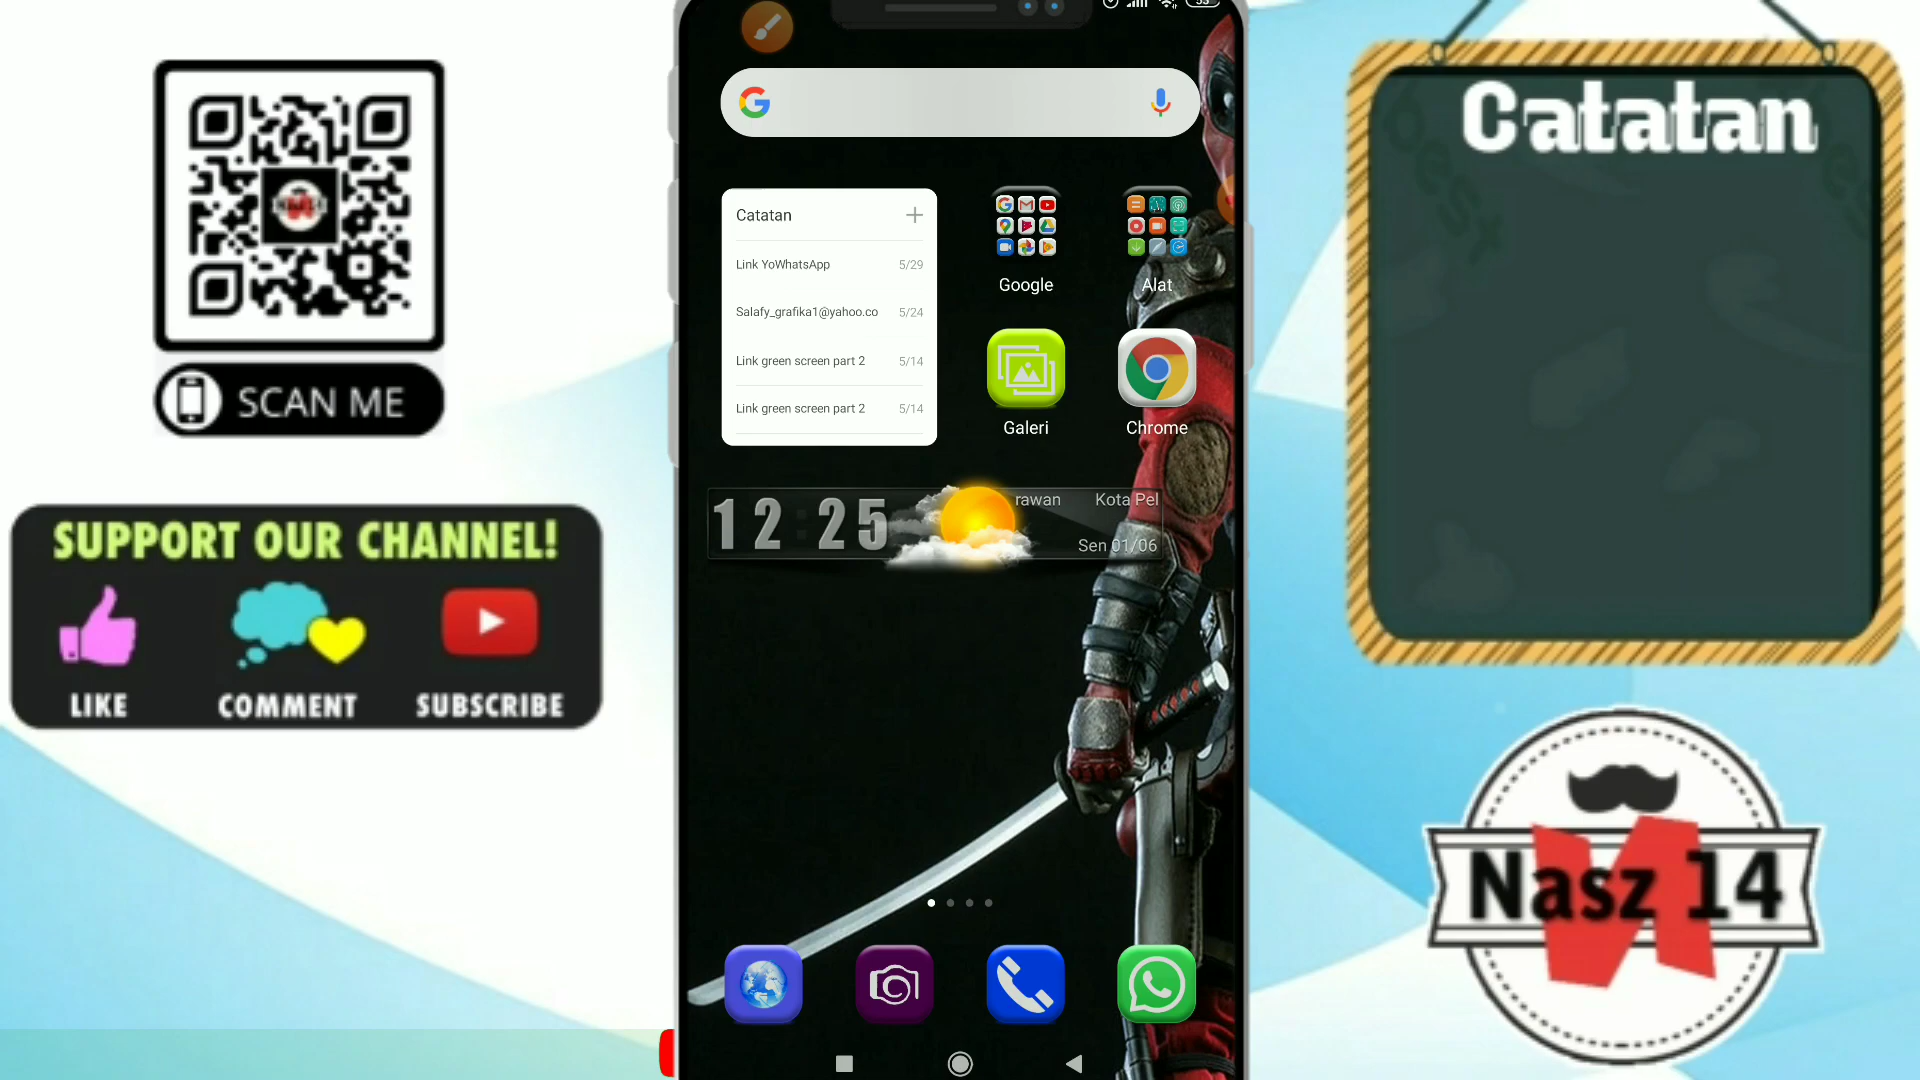 SCAN ME
SUPPORT OUR CHANNEL!
LIKE
COMMENT
SUBSCRIBE
53
Catatan
Link YoWhatsApp 5/29
Salafy_grafika1@yahoo.co 5/24
Link green screen part 2 5/14
Link green screen part 2 5/14
Google
Alat
Galeri
Chrome
12:25
rawan Kota Pel
Sen 01/06
Catatan
Nasz 14